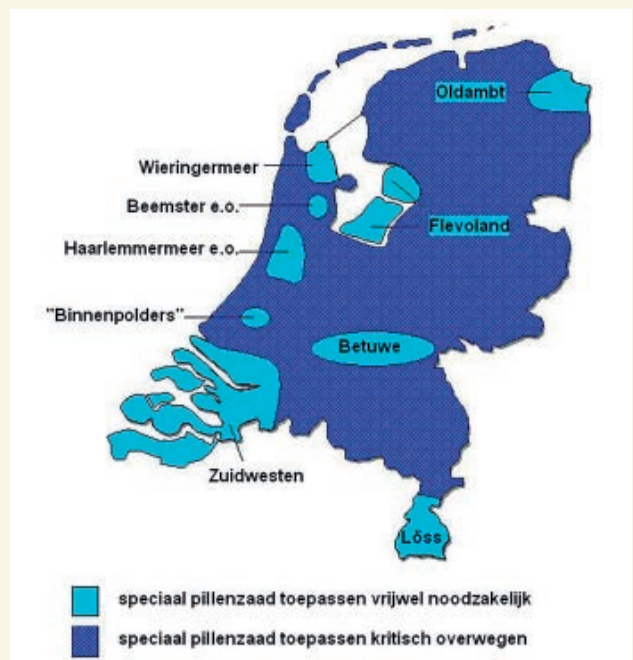 Oldambt
Wieringermeer
Beemster e.o.
Flevoland
Haarlemmermeer e.o.
"Binnenpolders"
Betuwe
Zuidwesten
Löss
speciaal pillenzaad toepassen vrijwel noodzakelijk
speciaal pillenzaad toepassen kritisch overwegen